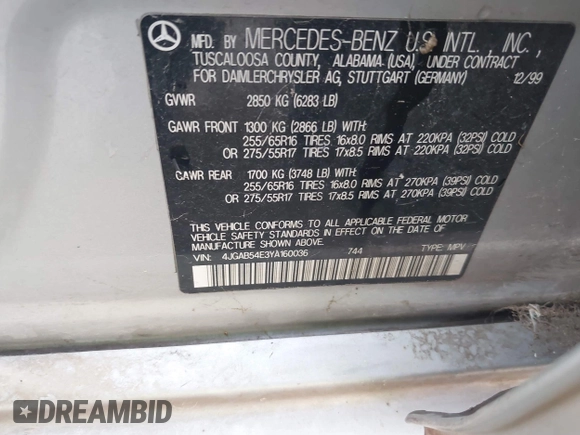 MFD. BY MERCEDES-BENZ U.S. INTL., INC.,
TUSCALOOSA COUNTY, ALABAMA (USA), UNDER CONTRACT
FOR DAIMLERCHRYSLER AG, STUTTGART (GERMANY) 12/99
GVWR 2850 KG (6283 LB)
GAWR FRONT 1300 KG (2866 LB) WITH:
255/65R16 TIRES 16x8.0 RIMS AT 220KPA (32PSI) COLD
OR 275/55R17 TIRES 17x8.5 RIMS AT 220KPA (32PSI) COLD
GAWR REAR 1700 KG (3748 LB) WITH:
255/65R16 TIRES 16x8.0 RIMS AT 270KPA (39PSI) COLD
OR 275/55R17 TIRES 17x8.5 RIMS AT 270KPA (39PSI) COLD
THIS VEHICLE CONFORMS TO ALL APPLICABLE FEDERAL MOTOR
VEHICLE SAFETY STANDARDS IN EFFECT ON THE DATE OF
MANUFACTURE SHOWN ABOVE.
VIN: 4JGAB54E3YA160036 744 TYPE: MPV
DREAMBID